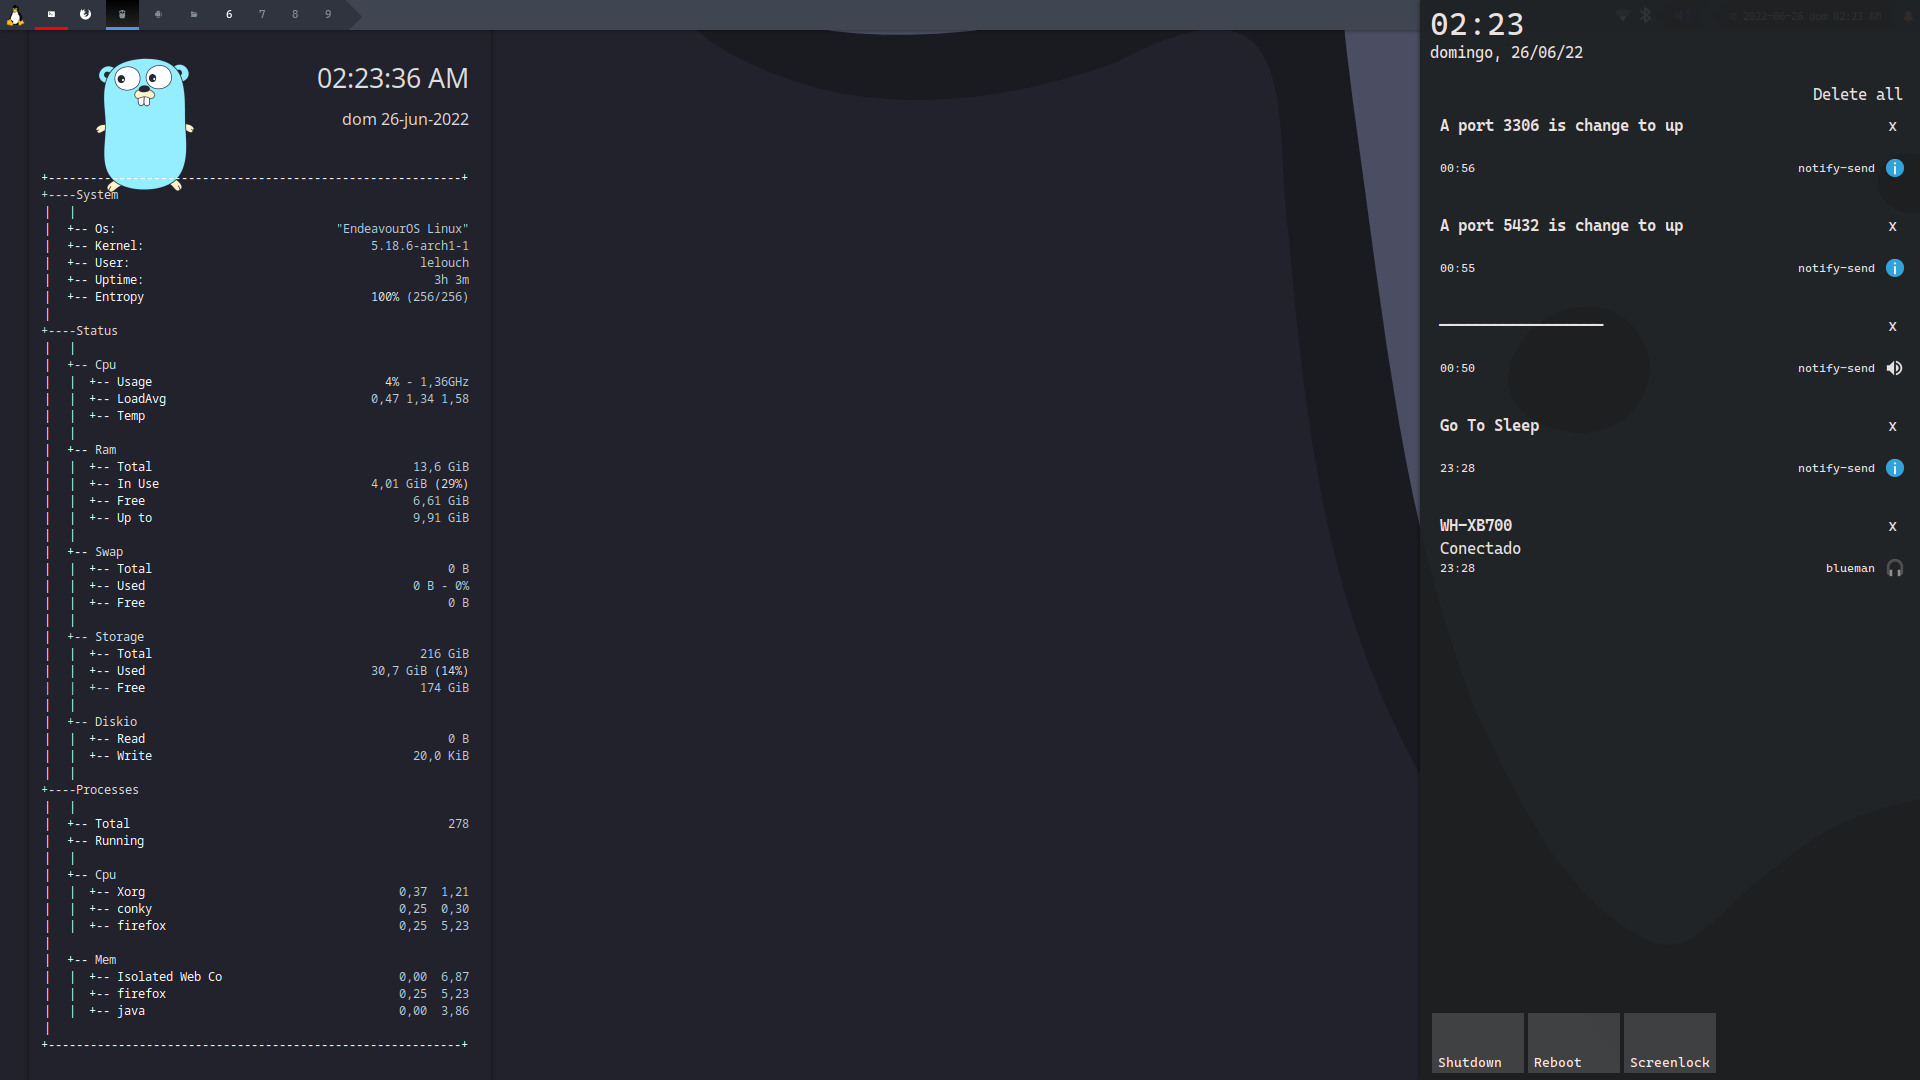 6 7 8 9
2022-06-26 dom 02:23 AM
02:23:36 AM
dom 26-jun-2022
+-----------------------------------------------------------+
+----System
| |
| +-- Os: "EndeavourOS Linux"
| +-- Kernel: 5.18.6-arch1-1
| +-- User: lelouch
| +-- Uptime: 3h 3m
| +-- Entropy 100% (256/256)
|
+----Status
| |
| +-- Cpu
| | +-- Usage 4% - 1,36GHz
| | +-- LoadAvg 0,47 1,34 1,58
| | +-- Temp
| |
| +-- Ram
| | +-- Total 13,6 GiB
| | +-- In Use 4,01 GiB (29%)
| | +-- Free 6,61 GiB
| | +-- Up to 9,91 GiB
| |
| +-- Swap
| | +-- Total 0 B
| | +-- Used 0 B - 0%
| | +-- Free 0 B
| |
| +-- Storage
| | +-- Total 216 GiB
| | +-- Used 30,7 GiB (14%)
| | +-- Free 174 GiB
| |
| +-- Diskio
| | +-- Read 0 B
| | +-- Write 20,0 KiB
| |
+----Processes
| |
| +-- Total 278
| +-- Running
| |
| +-- Cpu
| | +-- Xorg 0,37 1,21
| | +-- conky 0,25 0,30
| | +-- firefox 0,25 5,23
|
| +-- Mem
| | +-- Isolated Web Co 0,00 6,87
| | +-- firefox 0,25 5,23
| | +-- java 0,00 3,86
|
+-----------------------------------------------------------+
02:23
domingo, 26/06/22
Delete all
A port 3306 is change to up x
00:56 notify-send
A port 5432 is change to up x
00:55 notify-send
x
00:50 notify-send
Go To Sleep x
23:28 notify-send
WH-XB700 x
Conectado
23:28 blueman
Shutdown Reboot Screenlock